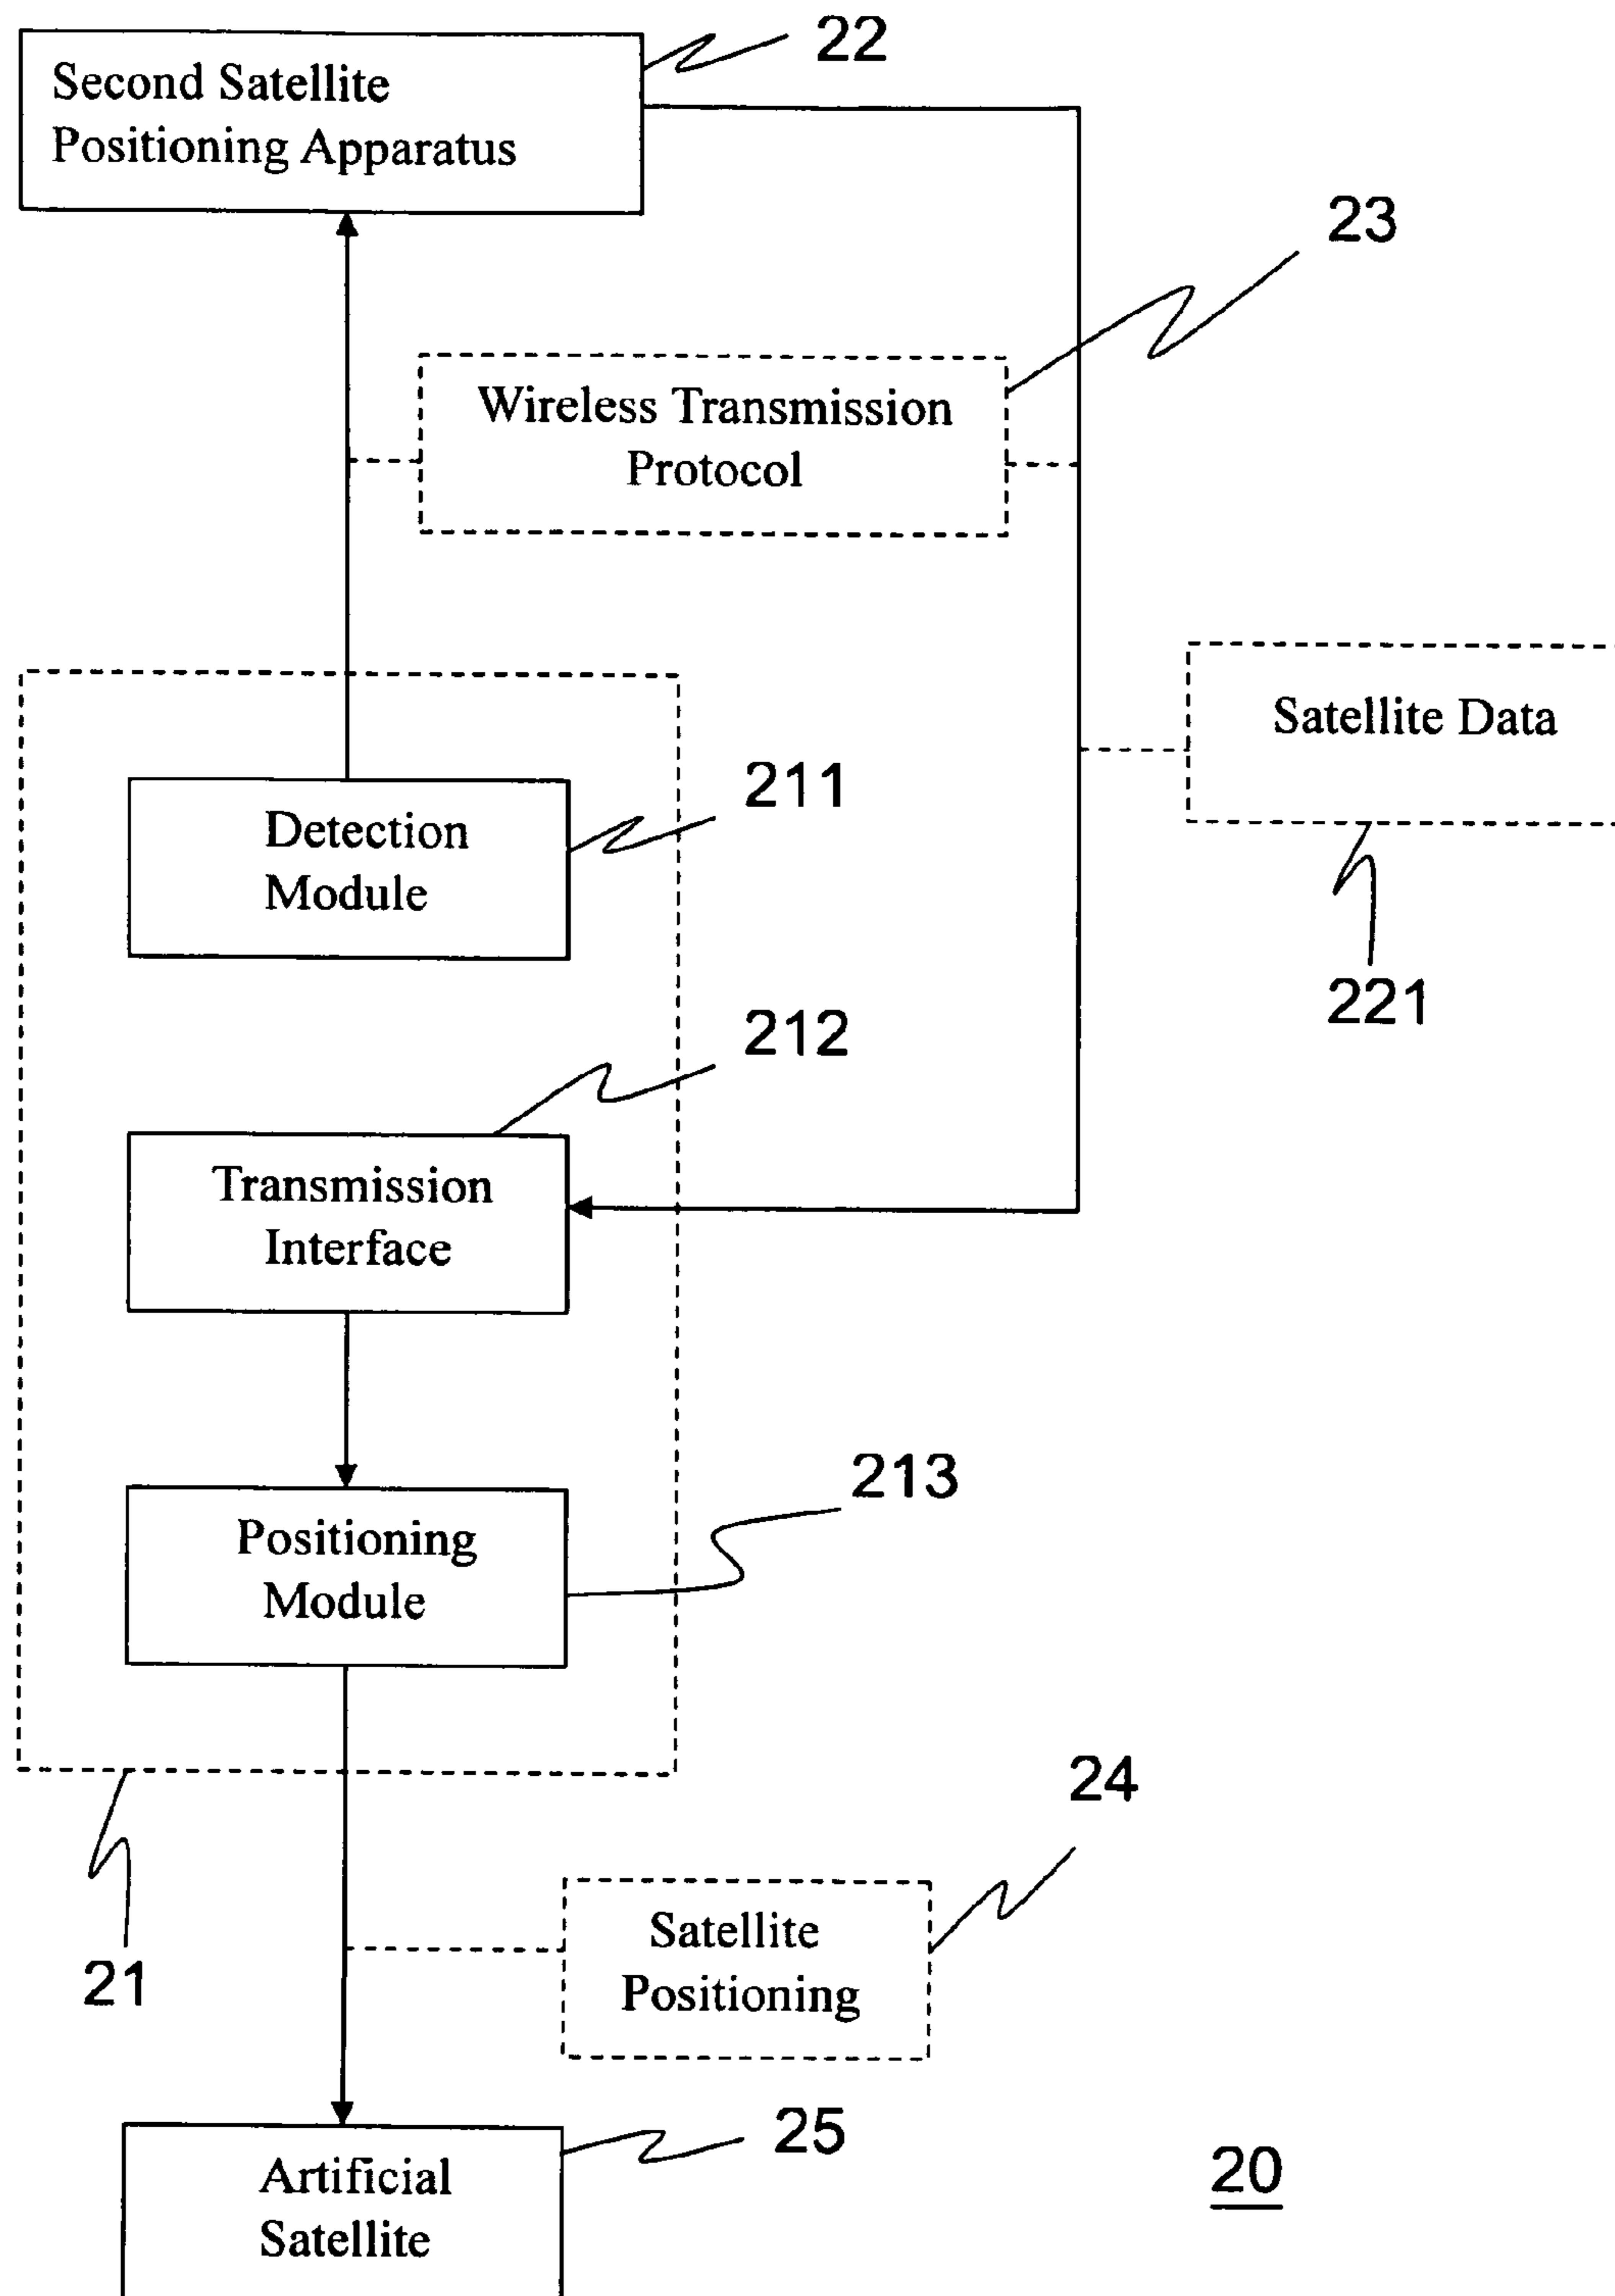 22
Second Satellite
Positioning Apparatus
23
Wireless Transmission
Protocol
Satellite Data
221
Detection
Module
211
212
Transmission
Interface
213
Positioning
Module
21
24
Satellite
Positioning
25
Artificial
Satellite
20